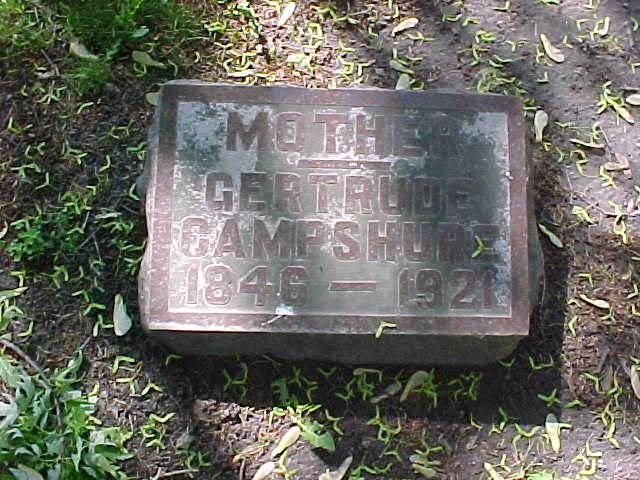 MOTHER
GERTRUDE
CAMPSHURE
1846 — 1921